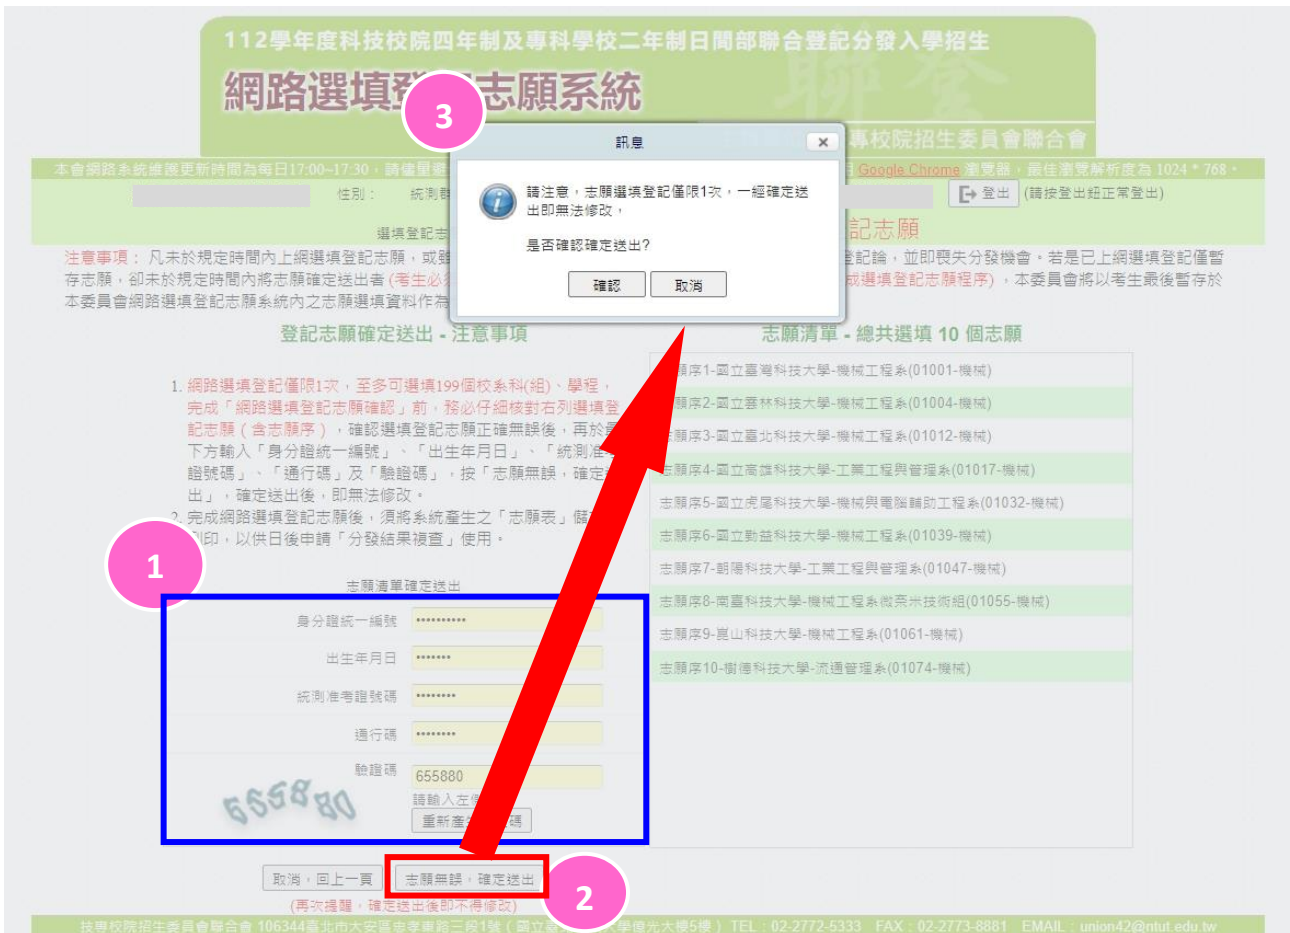 112學年度科技校院四年制及專科學校二年制日間部聯合登記分發入學招生
網路選填登 志願系統
聯登
專校院招生委員會聯合會
3
訊息
請注意，志願選填登記僅限1次，一經確定送
出即無法修改，
是否確認確定送出?
確認 取消
本會網路系統維護更新時間為每日17:00~17:30，請儘量避
Google Chrome 瀏覽器，最佳瀏覽解析度為 1024 * 768。
性別： 統測群
登出 (請按登出鈕正常登出)
選填登記志
記志願
注意事項： 凡未於規定時間內上網選填登記志願，或雖
登記論，並即喪失分發機會。若是已上網選填登記僅暫
存志願，卻未於規定時間內將志願確定送出者 (考生必須
成選填登記志願程序)，本委員會將以考生最後暫存於
本委員會網路選填登記志願系統內之志願選填資料作為
登記志願確定送出 - 注意事項
1. 網路選填登記僅限1次，至多可選填199個校系科(組)、學程，
完成「網路選填登記志願確認」前，務必仔細核對右列選填登
記志願（含志願序），確認選填登記志願正確無誤後，再於最
下方輸入「身分證統一編號」、「出生年月日」、「統測准考
證號碼」、「通行碼」及「驗證碼」，按「志願無誤，確定送
出」，確定送出後，即無法修改。
2. 完成網路選填登記志願後，須將系統產生之「志願表」儲
列印，以供日後申請「分發結果複查」使用。
1
志願清單確定送出
身分證統一編號 ••••••••••
出生年月日 •••••••
統測准考證號碼 ••••••••
通行碼 ••••••••
驗證碼 655880
655880
請輸入左
重新產 碼
取消，回上一頁 志願無誤，確定送出
2
(再次提醒，確定送出後即不得修改)
志願清單 - 總共選填 10 個志願
願序1-國立臺灣科技大學-機械工程系(01001-機械)
願序2-國立雲林科技大學-機械工程系(01004-機械)
願序3-國立臺北科技大學-機械工程系(01012-機械)
志願序4-國立高雄科技大學-工業工程與管理系(01017-機械)
志願序5-國立虎尾科技大學-機械與電腦輔助工程系(01032-機械)
志願序6-國立勤益科技大學-機械工程系(01039-機械)
志願序7-朝陽科技大學-工業工程與管理系(01047-機械)
志願序8-南臺科技大學-機械工程系微奈米技術組(01055-機械)
志願序9-崑山科技大學-機械工程系(01061-機械)
志願序10-樹德科技大學-流通管理系(01074-機械)
技專校院招生委員會聯合會 106344臺北市大安區忠孝東路三段1號（國立臺 大學億光大樓5樓） TEL：02-2772-5333 FAX：02-2773-8881 EMAIL：union42@ntut.edu.tw